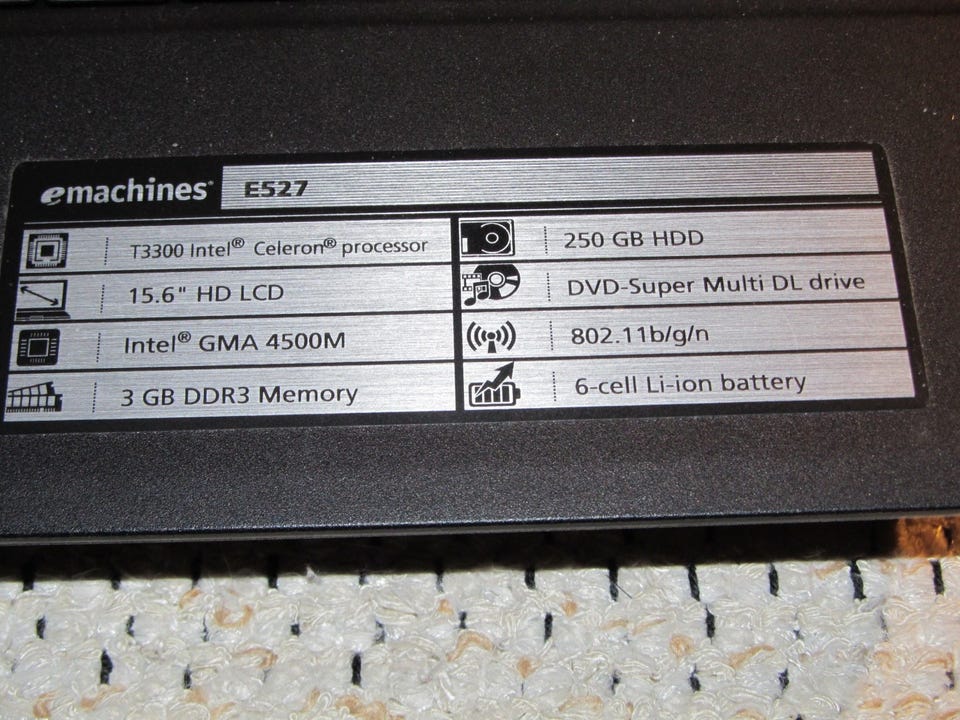 emachines® E527
T3300 Intel® Celeron® processor
15.6" HD LCD
Intel® GMA 4500M
3 GB DDR3 Memory
250 GB HDD
DVD-Super Multi DL drive
802.11b/g/n
6-cell Li-ion battery